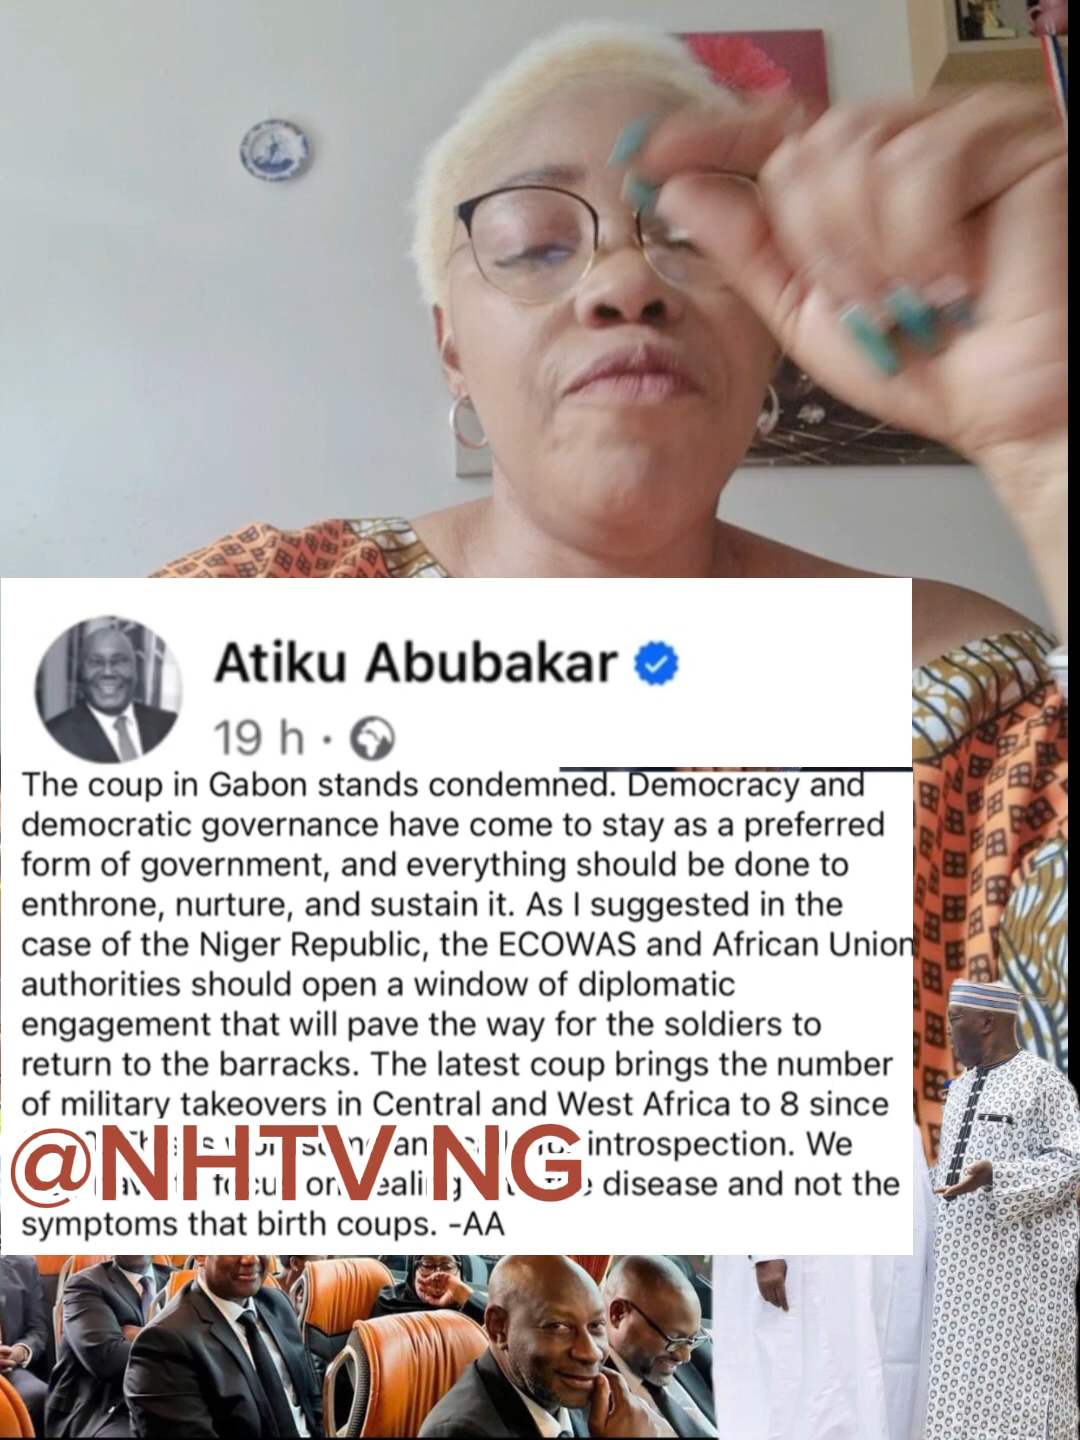 Atiku Abubakar
19 h
The coup in Gabon stands condemned. Democracy and
democratic governance have come to stay as a preferred
form of government, and everything should be done to
enthrone, nurture, and sustain it. As I suggested in the
case of the Niger Republic, the ECOWAS and African Union
authorities should open a window of diplomatic
engagement that will pave the way for the soldiers to
return to the barracks. The latest coup brings the number
of military takeovers in Central and West Africa to 8 since
introspection. We
@NHTV NG
disease and not the
symptoms that birth coups. -AA